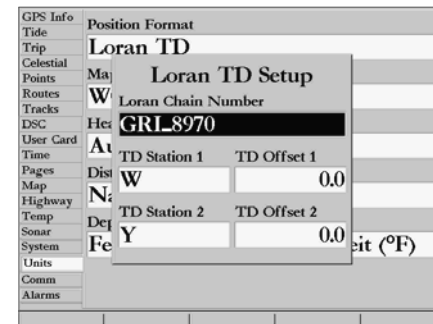 GPS Info
Tide
Trip
Celestial
Points
Routes
Tracks
DSC
User Card
Time
Pages
Map
Highway
Temp
Sonar
System
Units
Comm
Alarms
Position Format
Loran TD
Loran TD Setup
Loran Chain Number
GRI_8970
TD Station 1 TD Offset 1
W 0.0
TD Station 2 TD Offset 2
Y 0.0
(°F)